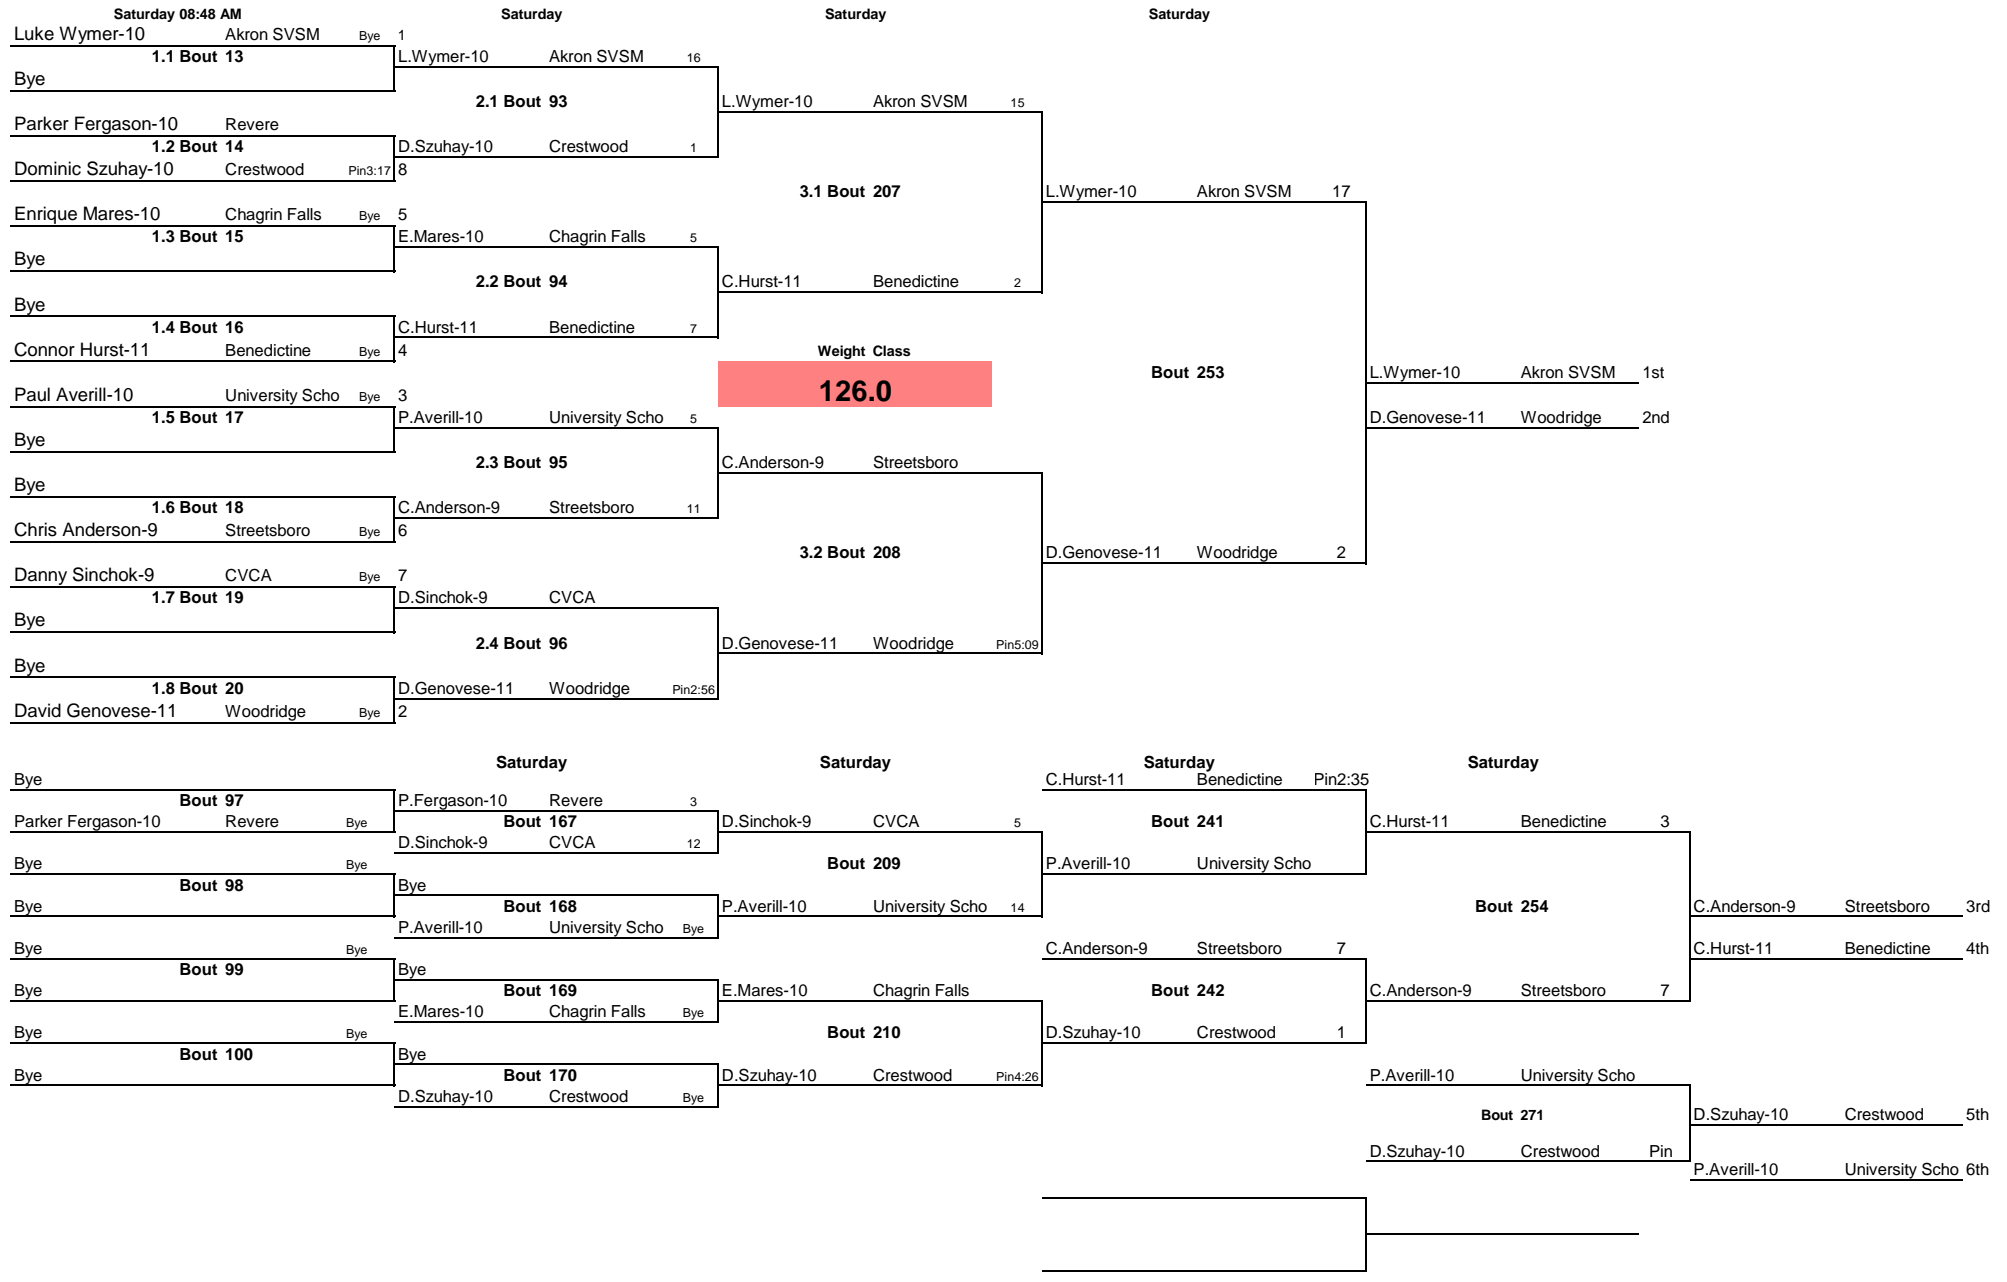 Saturday 08:48 AM Saturday Saturday Saturday
Luke Wymer-10 Akron SVSM Bye 1
1.1 Bout 13 L.Wymer-10 Akron SVSM 16
Bye
2.1 Bout 93 L.Wymer-10 Akron SVSM 15
Parker Fergason-10 Revere
1.2 Bout 14 D.Szuhay-10 Crestwood 1
Dominic Szuhay-10 Crestwood Pin3:17 8
3.1 Bout 207 L.Wymer-10 Akron SVSM 17
Enrique Mares-10 Chagrin Falls Bye 5
1.3 Bout 15 E.Mares-10 Chagrin Falls 5
Bye
2.2 Bout 94 C.Hurst-11 Benedictine 2
Bye
1.4 Bout 16 C.Hurst-11 Benedictine 7
Connor Hurst-11 Benedictine Bye 4 Weight Class
Bout 253 L.Wymer-10 Akron SVSM 1st
Paul Averill-10 University Scho Bye 3 126.0
1.5 Bout 17 P.Averill-10 University Scho 5 D.Genovese-11 Woodridge 2nd
Bye
2.3 Bout 95 C.Anderson-9 Streetsboro
Bye
1.6 Bout 18 C.Anderson-9 Streetsboro 11
Chris Anderson-9 Streetsboro Bye 6
3.2 Bout 208 D.Genovese-11 Woodridge 2
Danny Sinchok-9 CVCA Bye 7
1.7 Bout 19 D.Sinchok-9 CVCA
Bye
2.4 Bout 96 D.Genovese-11 Woodridge Pin5:09
Bye
1.8 Bout 20 D.Genovese-11 Woodridge Pin2:56
David Genovese-11 Woodridge Bye 2
Saturday Saturday Saturday Saturday
Bye C.Hurst-11 Benedictine Pin2:35
Bout 97 P.Fergason-10 Revere 3
Parker Fergason-10 Revere Bye Bout 167 D.Sinchok-9 CVCA 5 Bout 241 C.Hurst-11 Benedictine 3
D.Sinchok-9 CVCA 12
Bye Bye Bout 209 P.Averill-10 University Scho
Bout 98 Bye
Bye Bout 168 P.Averill-10 University Scho 14 Bout 254 C.Anderson-9 Streetsboro 3rd
P.Averill-10 University Scho Bye
Bye Bye C.Anderson-9 Streetsboro 7 C.Hurst-11 Benedictine 4th
Bout 99 Bye
Bye Bout 169 E.Mares-10 Chagrin Falls Bout 242 C.Anderson-9 Streetsboro 7
E.Mares-10 Chagrin Falls Bye
Bye Bye Bout 210 D.Szuhay-10 Crestwood 1
Bout 100 Bye
Bye Bout 170 D.Szuhay-10 Crestwood Pin4:26 P.Averill-10 University Scho
D.Szuhay-10 Crestwood Bye
Bout 271 D.Szuhay-10 Crestwood 5th
D.Szuhay-10 Crestwood Pin
P.Averill-10 University Scho 6th